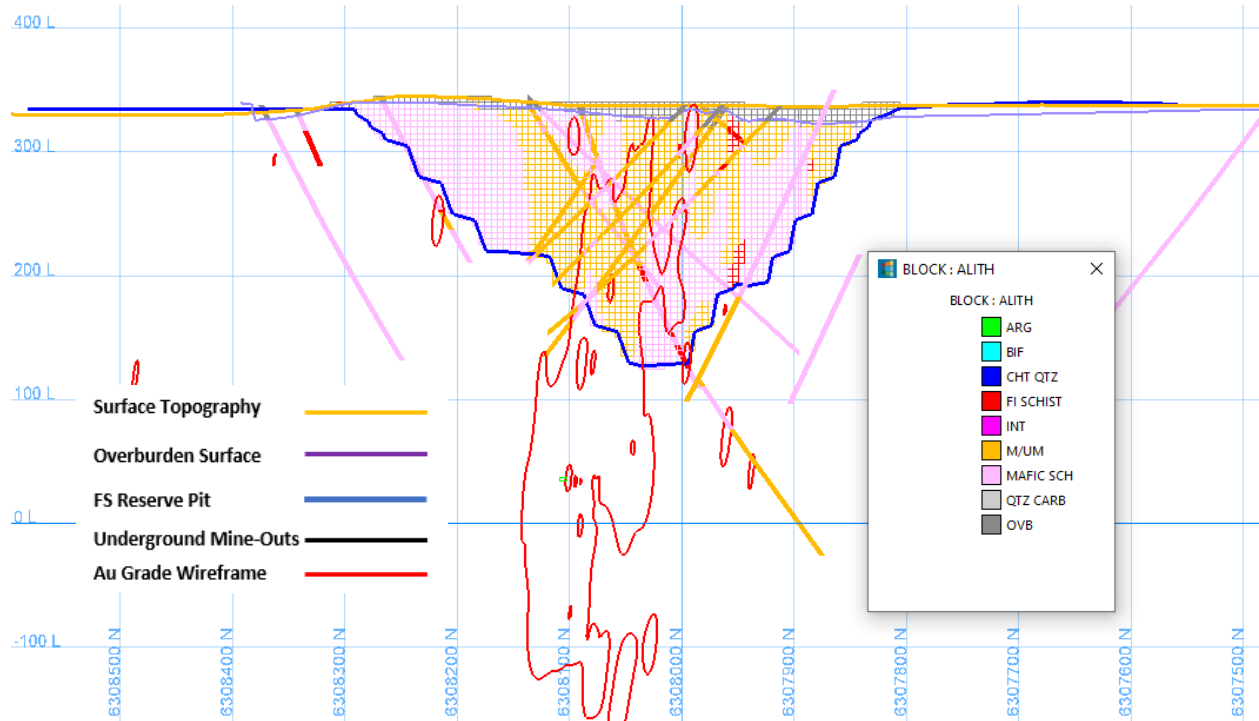 400 L
300 L
200 L
100 L
0 L
-100 L
Surface Topography
Overburden Surface
FS Reserve Pit
Underground Mine-Outs
Au Grade Wireframe
BLOCK : ALITH
BLOCK : ALITH
ARG
BIF
CHT QTZ
FI SCHIST
INT
M/UM
MAFIC SCH
QTZ CARB
OVB
6308500 N
6308400 N
6308300 N
6308200 N
6308100 N
6308000 N
6307900 N
6307800 N
6307700 N
6307600 N
6307500 N